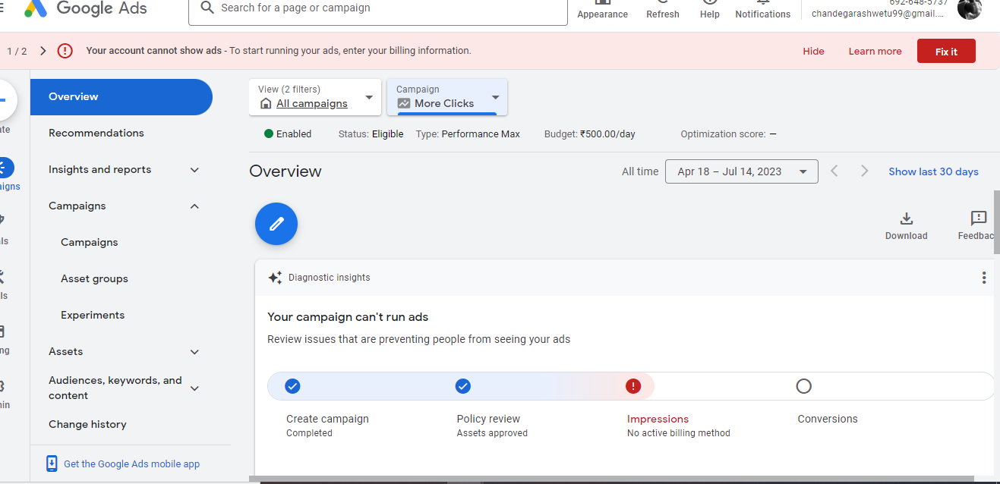 Google Ads
Search for a page or campaign
Appearance
Refresh
Help
Notifications
692-648-5737
chandegarashwetu99@gmail....
1 / 2
Your account cannot show ads - To start running your ads, enter your billing information.
Hide
Learn more
Fix it
Overview
Recommendations
Insights and reports
Campaigns
Campaigns
Asset groups
Experiments
Assets
Audiences, keywords, and
content
Change history
Get the Google Ads mobile app
View (2 filters)
All campaigns
Campaign
More Clicks
Enabled
Status: Eligible
Type: Performance Max
Budget: ₹500.00/day
Optimization score: –
Overview
All time
Apr 18 – Jul 14, 2023
Show last 30 days
Download
Feedbac
Diagnostic insights
Your campaign can't run ads
Review issues that are preventing people from seeing your ads
Create campaign
Completed
Policy review
Assets approved
Impressions
No active billing method
Conversions